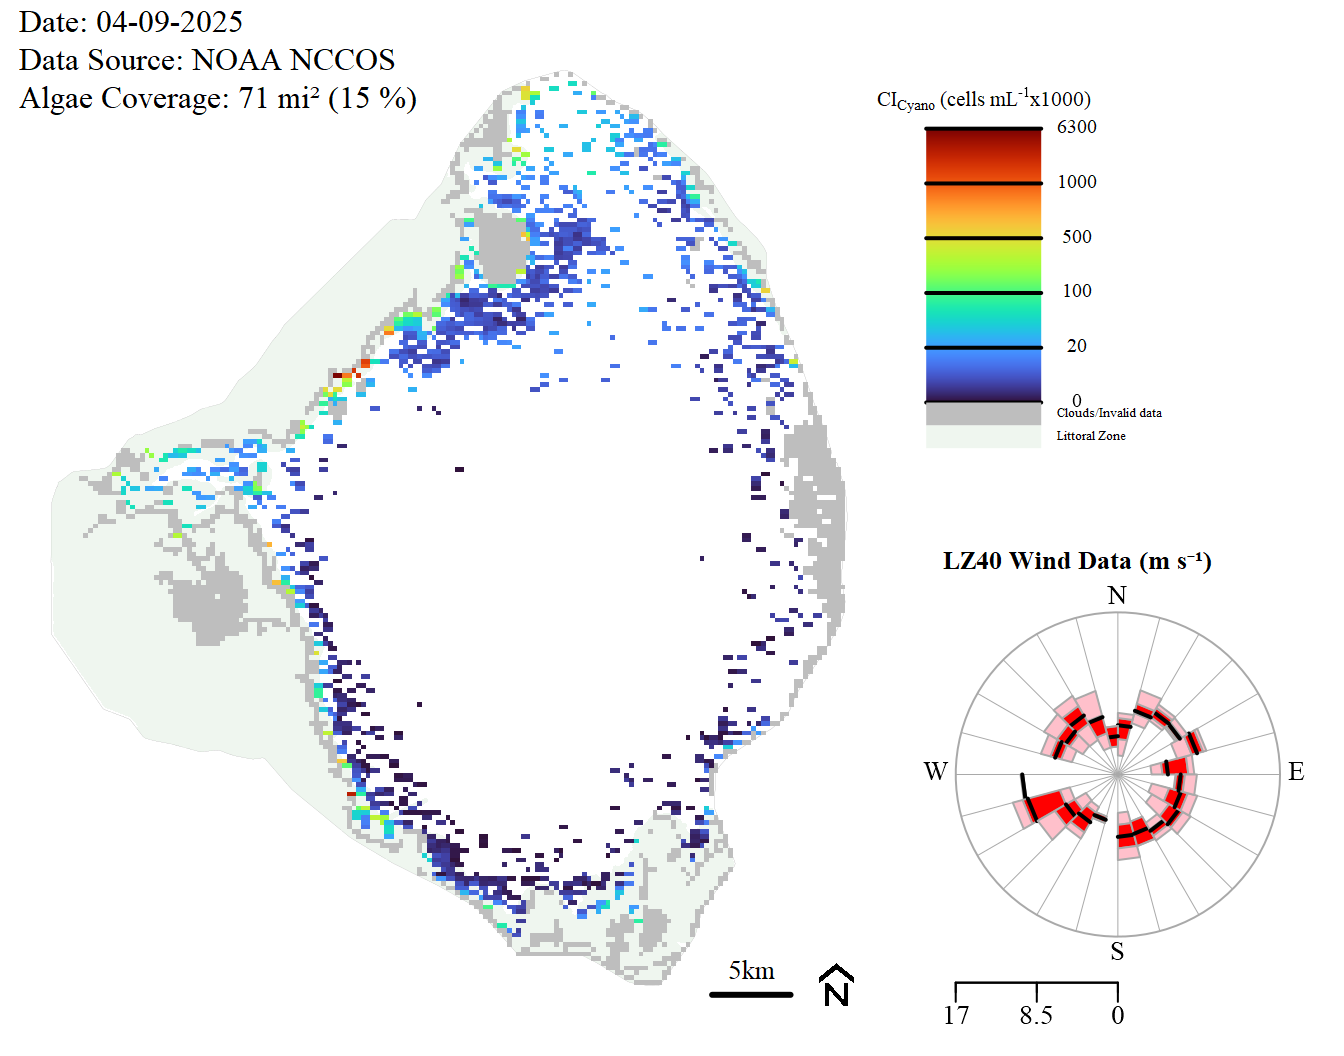 Date: 04-09-2025
Data Source: NOAA NCCOS
Algae Coverage: 71 mi² (15 %)
CICyano (cells mL-1x1000)
6300
1000
500
100
20
0
Clouds/Invalid data
Littoral Zone
LZ40 Wind Data (m s⁻¹)
N
W
E
S
5km
N
17
8.5
0